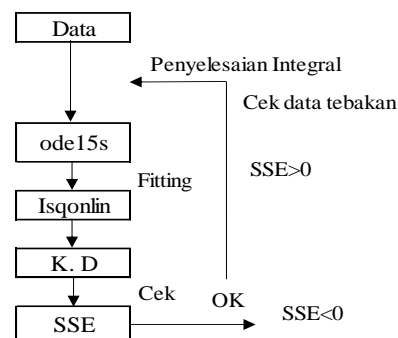 Data
Penyelesaian Integral
Cek data tebakan
ode15s
Fitting
SSE>0
Isqonlin
K. D
Cek
OK
SSE<0
SSE